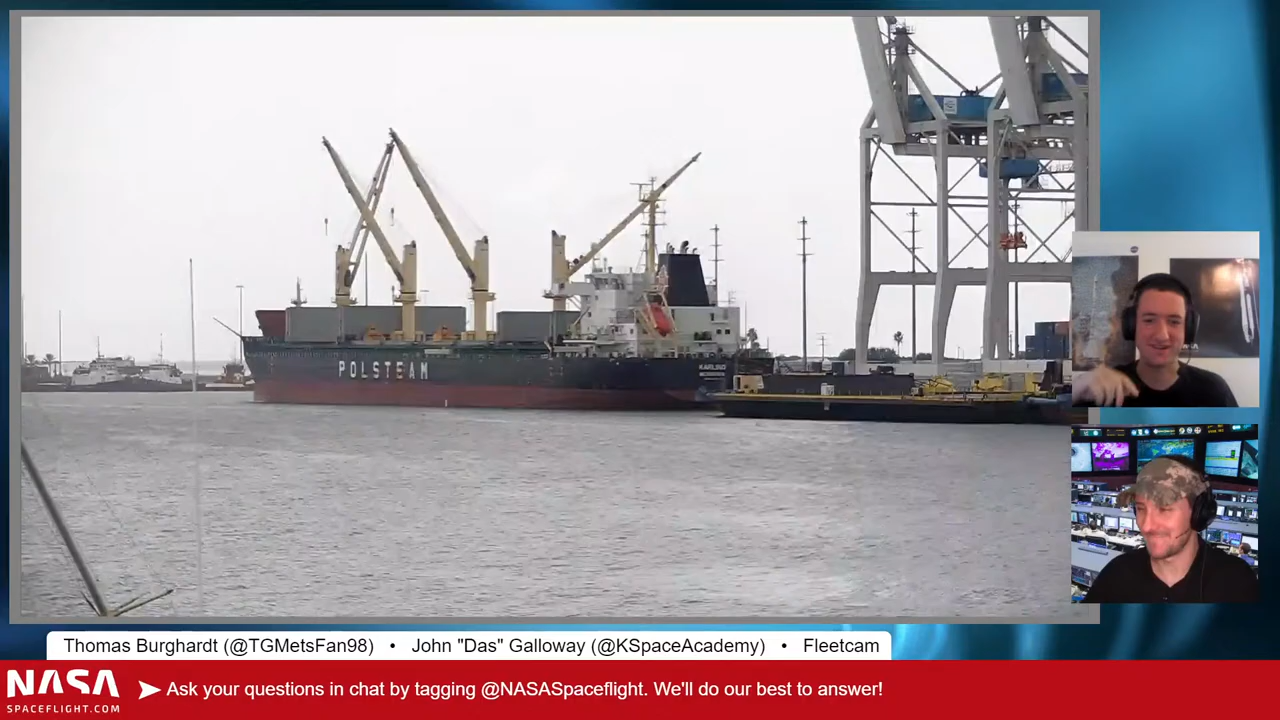 POLSTEAM
KARLINO
Thomas Burghardt (@TGMetsFan98) • John "Das" Galloway (@KSpaceAcademy) • Fleetcam
NASA
SPACEFLIGHT.COM
Ask your questions in chat by tagging @NASASpaceflight. We'll do our best to answer!